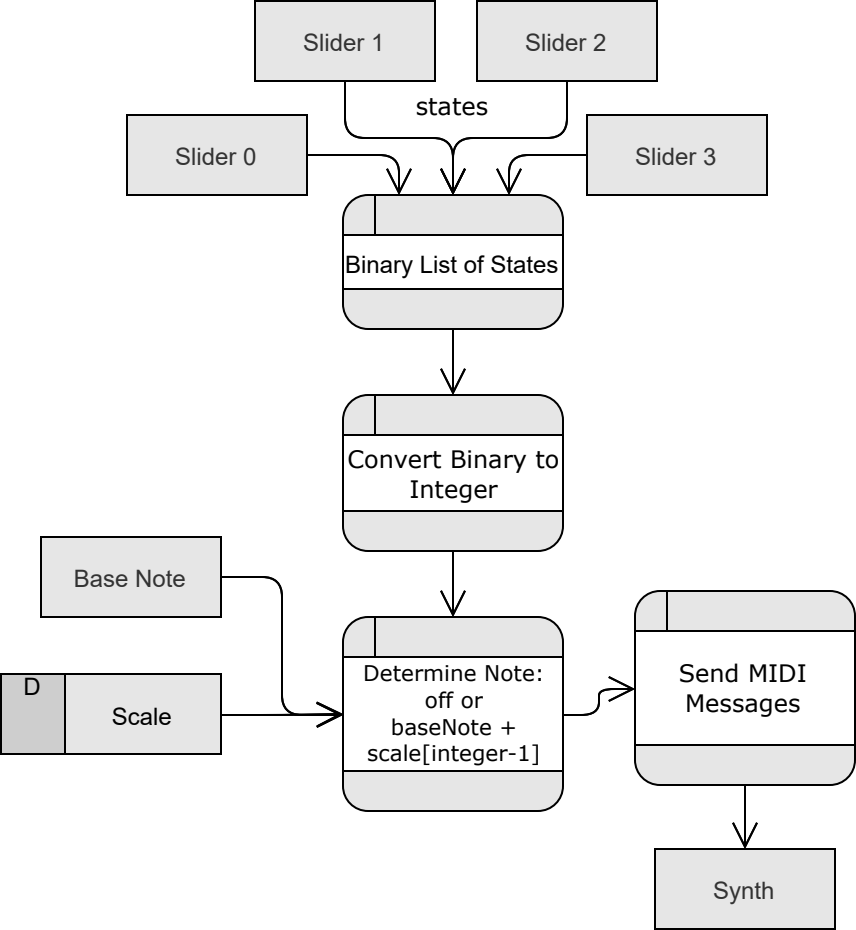 Slider 1
Slider 2
states
Slider 0
Slider 3
Binary List of States
Convert Binary to
Integer
Base Note
D
Scale
Determine Note:
off or
baseNote +
scale[integer-1]
Send MIDI
Messages
Synth